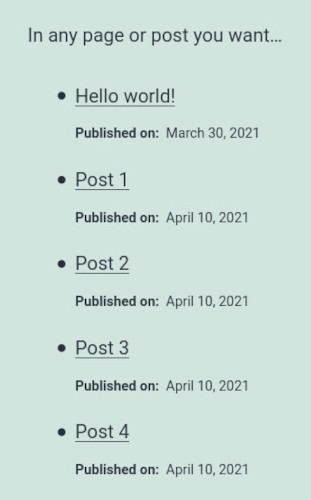 In any page or post you want...
Hello world!
Published on: March 30, 2021
Post 1
Published on: April 10, 2021
Post 2
Published on: April 10, 2021
Post 3
Published on: April 10, 2021
Post 4
Published on: April 10, 2021